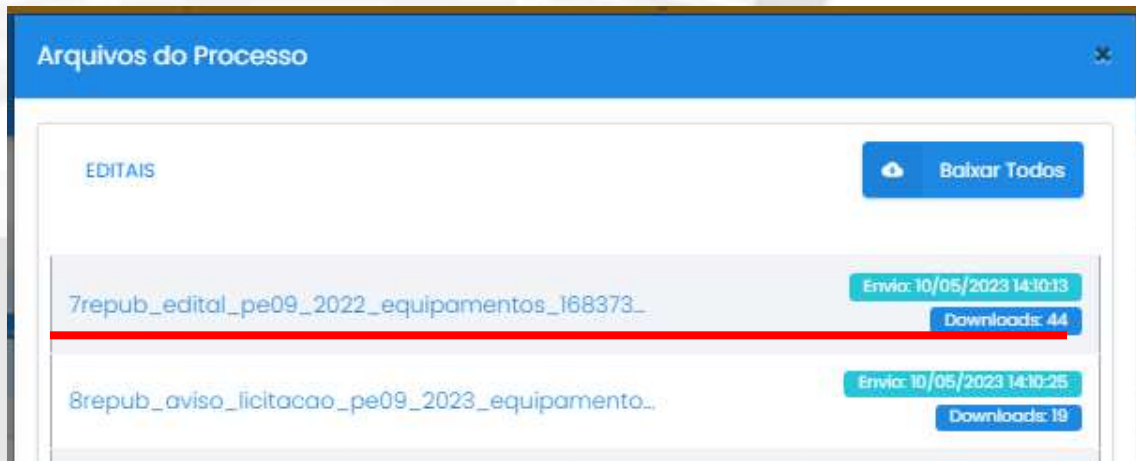 Arquivos do Processo
EDITAIS
Baixar Todos
7repub_edital_pe09_2022_equipamentos_168373...
Envio: 10/05/2023 14:10:13
Downloads: 44
8repub_aviso_licitacao_pe09_2023_equipamento...
Envio: 10/05/2023 14:10:25
Downloads: 19